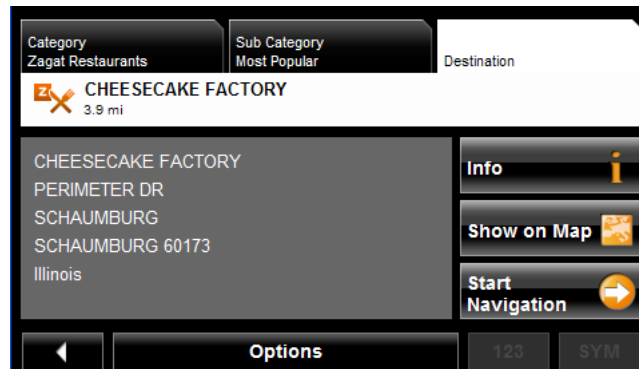 Category
Zagat Restaurants
Sub Category
Most Popular
Destination
Z
CHEESECAKE FACTORY
3.9 mi
CHEESECAKE FACTORY
PERIMETER DR
SCHAUMBURG
SCHAUMBURG 60173
Illinois
Info
i
Show on Map
Start
Navigation
Options
123
SYM